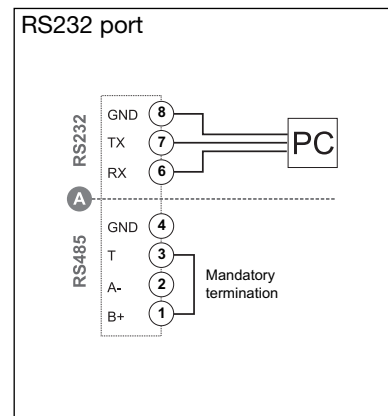 RS232 port
RS232
GND 8
TX 7
RX 6
PC
A
RS485
GND 4
T 3
A- 2
B+ 1
Mandatory
termination